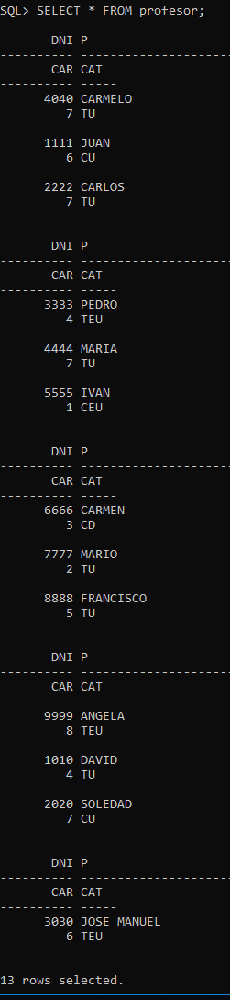 SQL> SELECT * FROM profesor;
DNI P
---------- --------------------
CAR CAT
---------- -----
4040 CARMELO
7 TU
1111 JUAN
6 CU
2222 CARLOS
7 TU
DNI P
---------- --------------------
CAR CAT
---------- -----
3333 PEDRO
4 TEU
4444 MARIA
7 TU
5555 IVAN
1 CEU
DNI P
---------- --------------------
CAR CAT
---------- -----
6666 CARMEN
3 CD
7777 MARIO
2 TU
8888 FRANCISCO
5 TU
DNI P
---------- --------------------
CAR CAT
---------- -----
9999 ANGELA
8 TEU
1010 DAVID
4 TU
2020 SOLEDAD
7 CU
DNI P
---------- --------------------
CAR CAT
---------- -----
3030 JOSE MANUEL
6 TEU
13 rows selected.